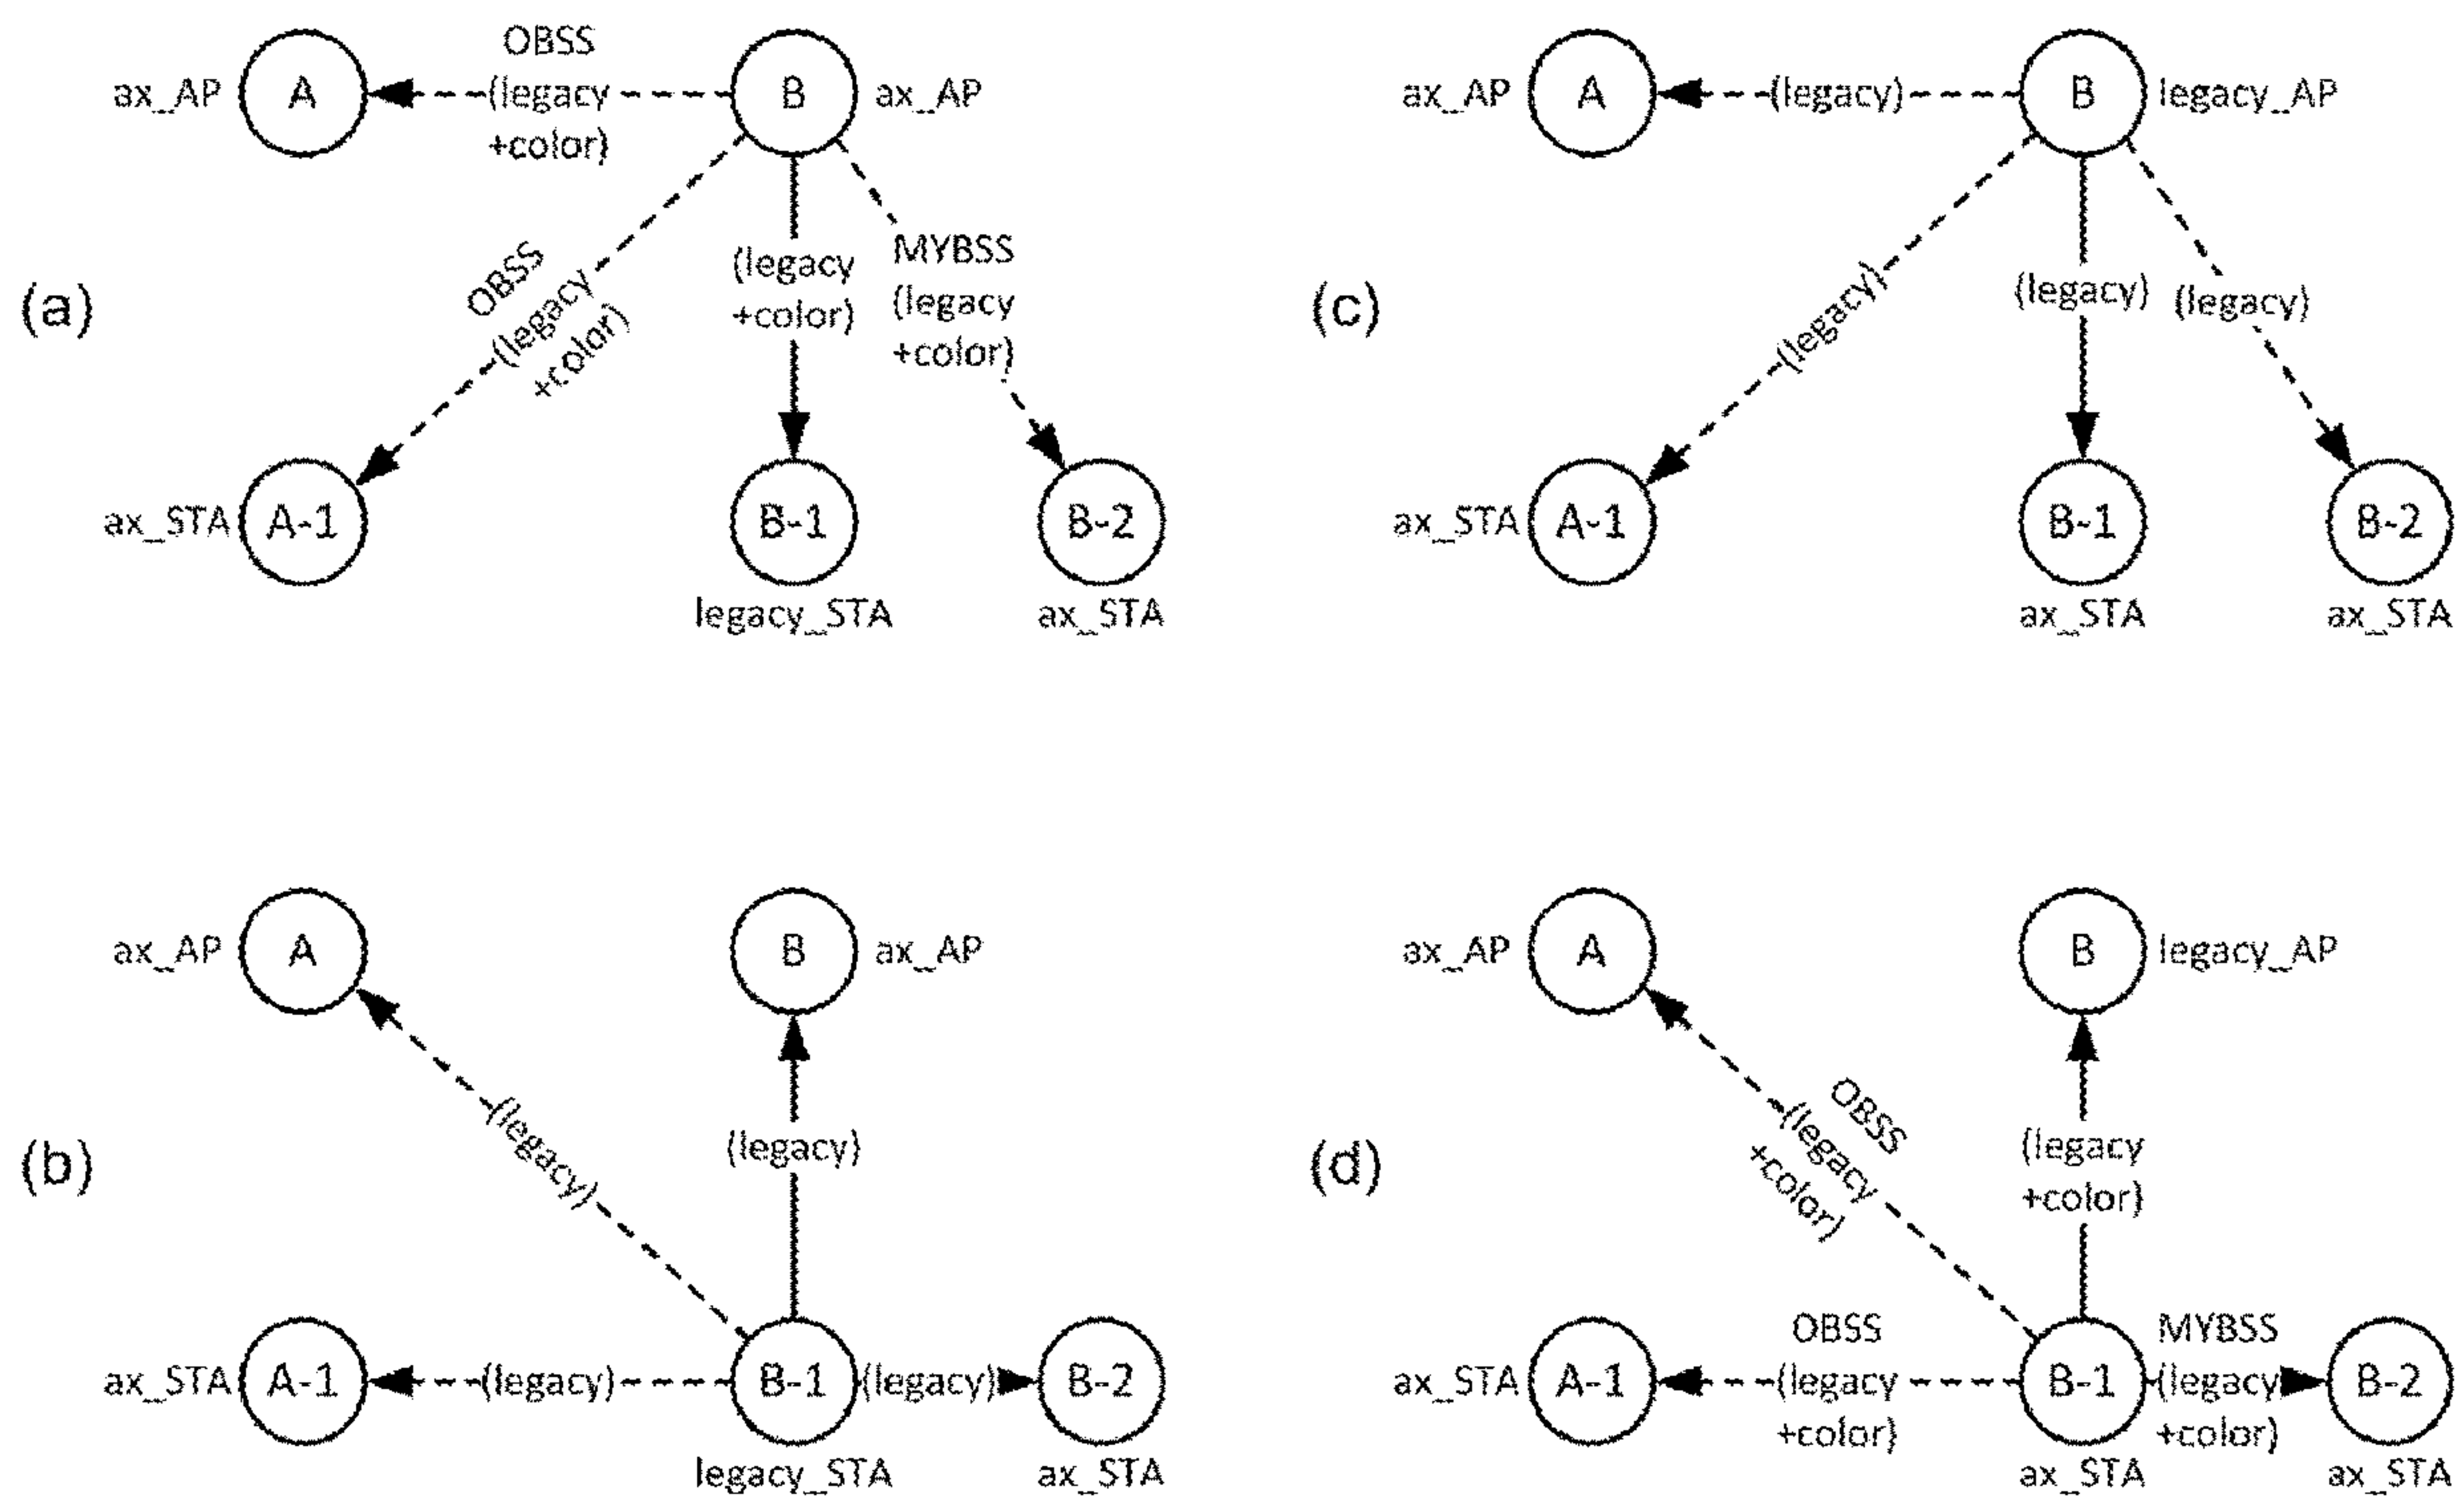 (a)
OBSS
ax_AP A (legacy B ax_AP
+color)
OBSS
(legacy
+color)
(legacy
+color)
MYBSS
(legacy
+color)
ax_STA A-1 B-1 B-2
legacy_STA ax_STA
(c)
ax_AP A (legacy) B legacy_AP
(legacy)
(legacy) (legacy)
ax_STA A-1 B-1 B-2
ax_STA ax_STA
(b)
ax_AP A B ax_AP
(legacy)
(legacy)
ax_STA A-1 (legacy) B-1 (legacy) B-2
legacy_STA ax_STA
(d)
ax_AP A B legacy_AP
OBSS
(legacy
+color)
(legacy
+color)
OBSS MYBSS
ax_STA A-1 (legacy B-1 (legacy B-2
+color) +color)
ax_STA ax_STA